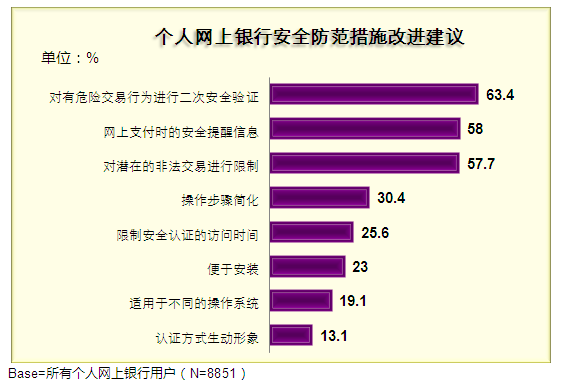 个人网上银行安全防范措施改进建议
单位：%
对有危险交易行为进行二次安全验证 63.4
网上支付时的安全提醒信息 58
对潜在的非法交易进行限制 57.7
操作步骤简化 30.4
限制安全认证的访问时间 25.6
便于安装 23
适用于不同的操作系统 19.1
认证方式生动形象 13.1
Base=所有个人网上银行用户（N=8851）